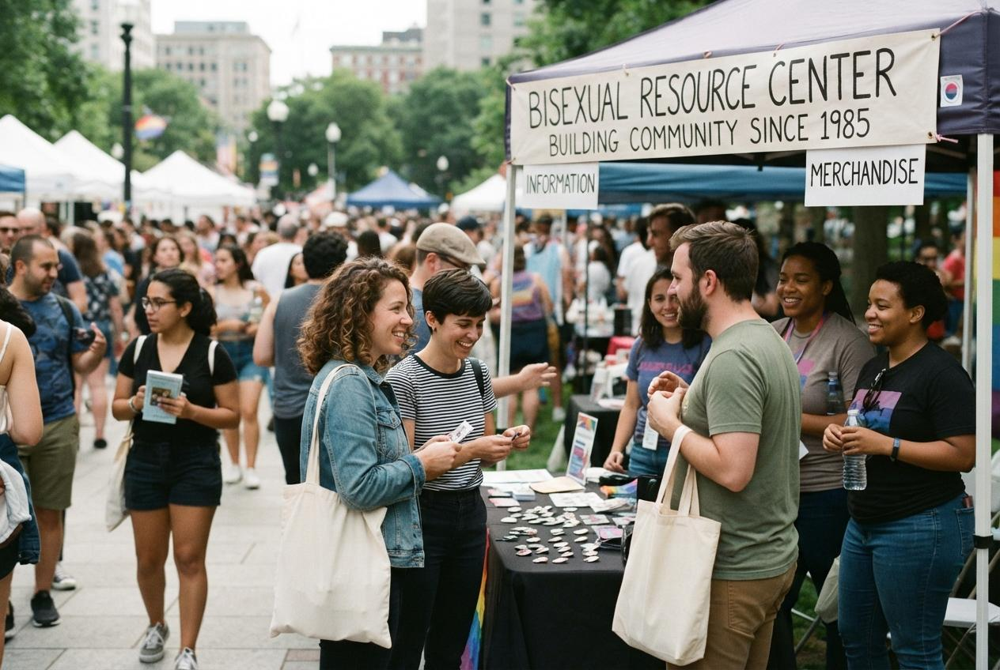 BISEXUAL RESOURCE CENTER
BUILDING COMMUNITY SINCE 1985
INFORMATION
MERCHANDISE